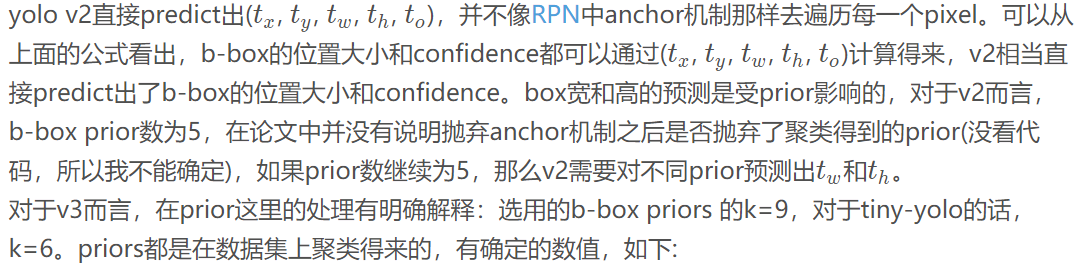 yolo v2直接predict出(tx, ty, tw, th, to)，并不像RPN中anchor机制那样去遍历每一个pixel。可以从
上面的公式看出，b-box的位置大小和confidence都可以通过(tx, ty, tw, th, to)计算得来，v2相当直
接predict出了b-box的位置大小和confidence。box宽和高的预测是受prior影响的，对于v2而言，
b-box prior数为5，在论文中并没有说明抛弃anchor机制之后是否抛弃了聚类得到的prior(没看代
码，所以我不能确定)，如果prior数继续为5，那么v2需要对不同prior预测出tw和th。
对于v3而言，在prior这里的处理有明确解释：选用的b-box priors 的k=9，对于tiny-yolo的话，
k=6。priors都是在数据集上聚类得来的，有确定的数值，如下: